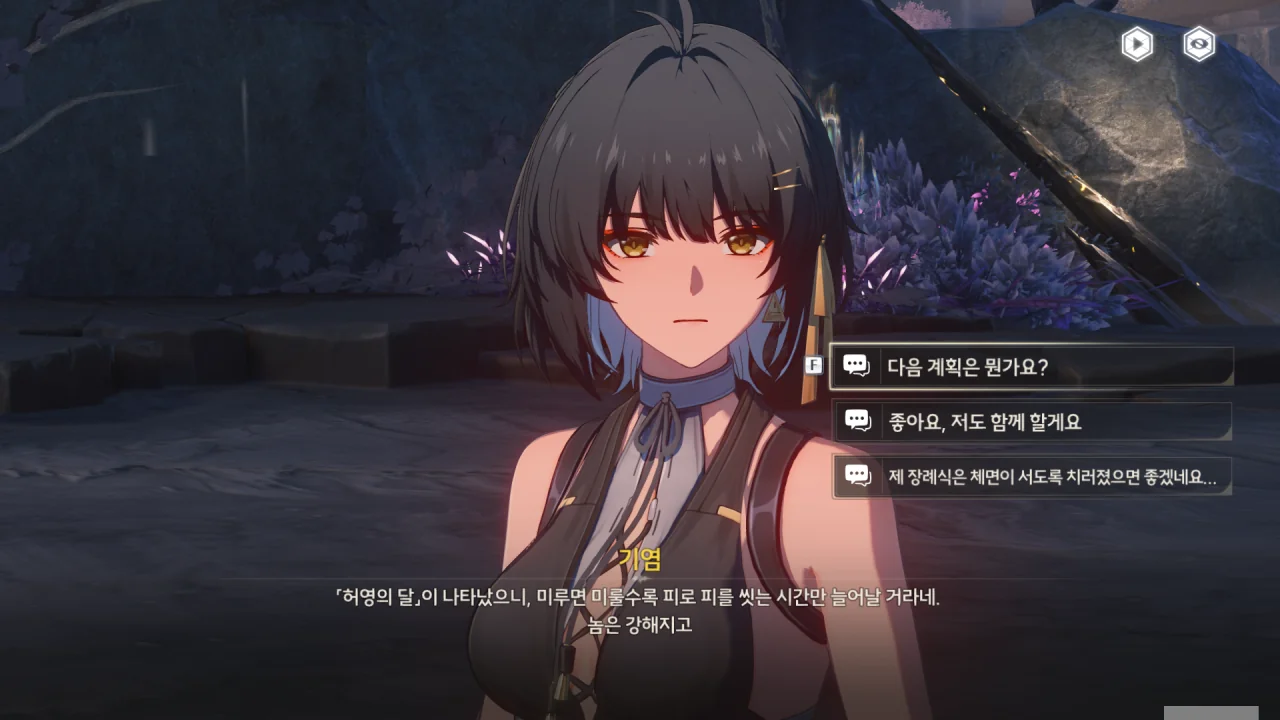 F
다음 계획은 뭔가요?
좋아요, 저도 함께 할게요
제 장례식은 체면이 서도록 치러졌으면 좋겠네요...
기염
「허영의 달」이 나타났으니, 미루면 미룰수록 피로 피를 씻는 시간만 늘어날 거라네.
놈은 강해지고